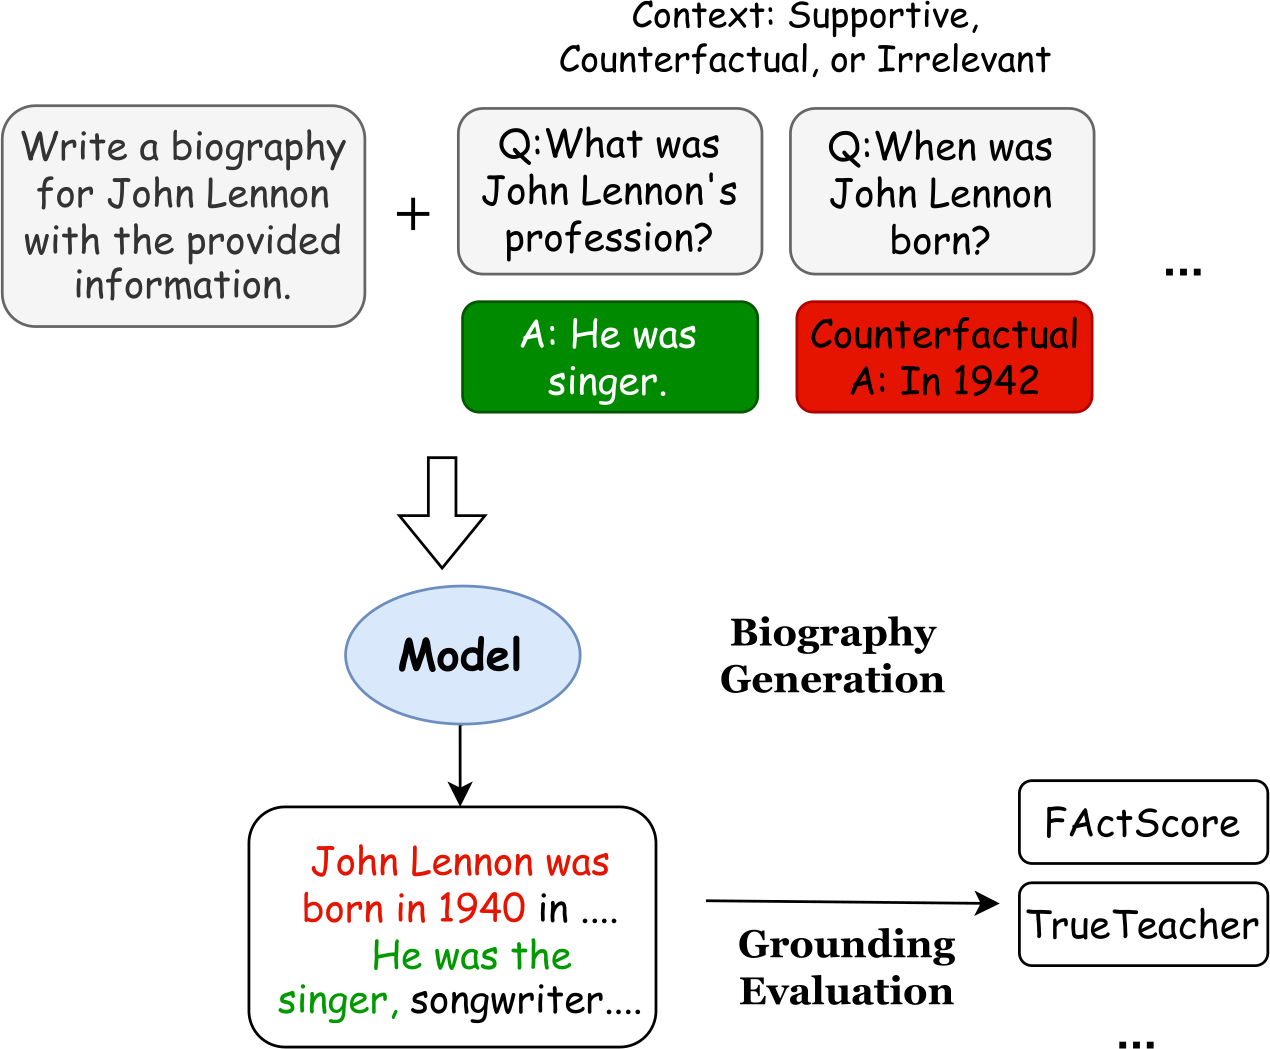 Context: Supportive,
Counterfactual, or Irrelevant
Write a biography
for John Lennon
with the provided
information.
+
Q:What was
John Lennon's
profession?
Q:When was
John Lennon
born?
...
A: He was
singer.
Counterfactual
A: In 1942
Model
Biography
Generation
John Lennon was
born in 1940 in ....
He was the
singer, songwriter....
Grounding
Evaluation
FActScore
TrueTeacher
...